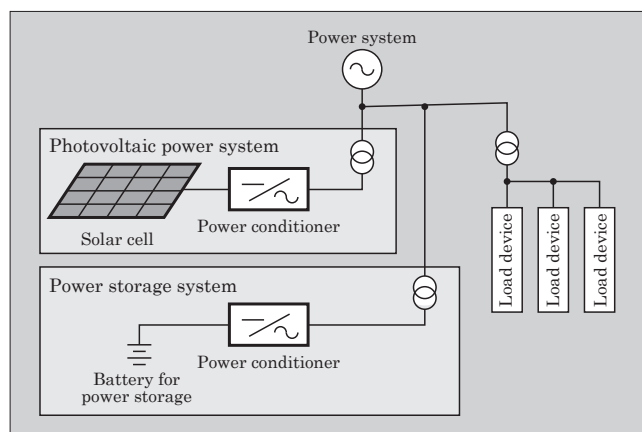 Power system
Photovoltaic power system
Solar cell
Power conditioner
Load device
Load device
Load device
Power storage system
Power conditioner
Battery for
power storage